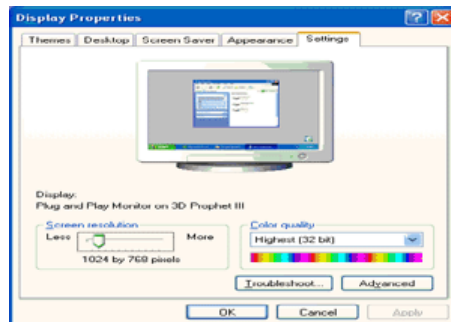 Display Properties
Themes Desktop Screen Saver Appearance Settings
Display:
Plug and Play Monitor on 3D Prophet III
Screen resolution
Less More
1024 by 768 pixels
Color quality
Highest (32 bit)
Troubleshoot... Advanced
OK Cancel Apply